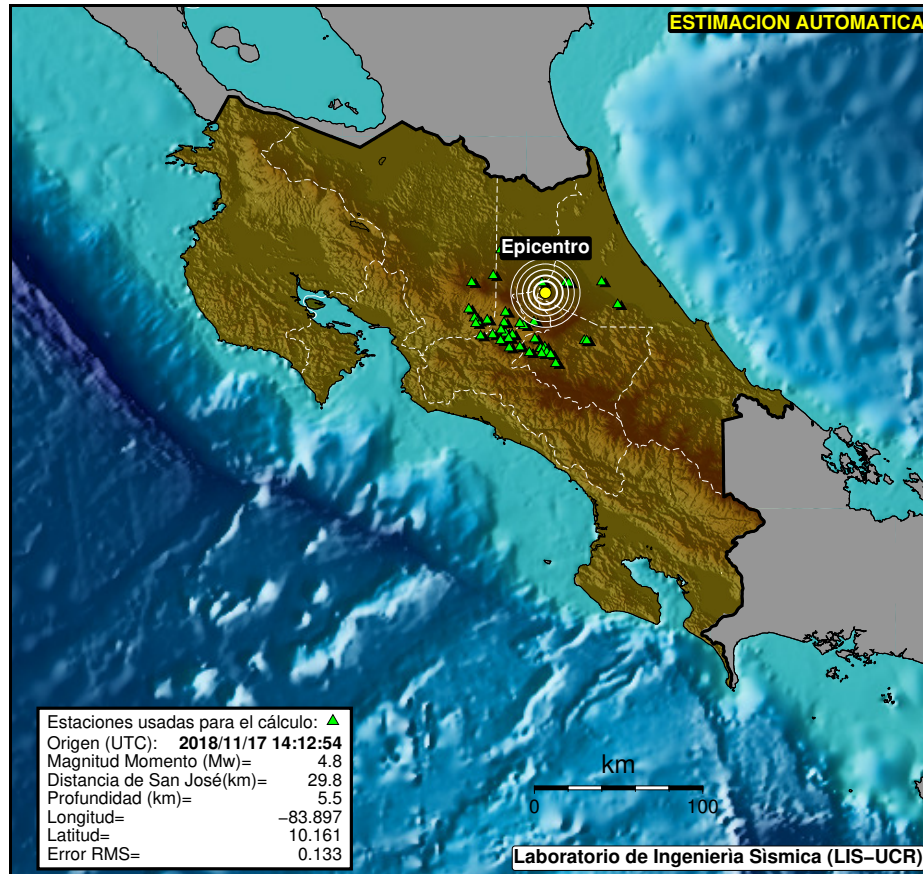 ESTIMACION AUTOMATICA
Epicentro
km
0 100
Estaciones usadas para el cálculo:
Origen (UTC): 2018/11/17 14:12:54
Magnitud Momento (Mw)= 4.8
Distancia de San José(km)= 29.8
Profundidad (km)= 5.5
Longitud= −83.897
Latitud= 10.161
Error RMS= 0.133
Laboratorio de Ingenierìa Sìsmica (LIS−UCR)